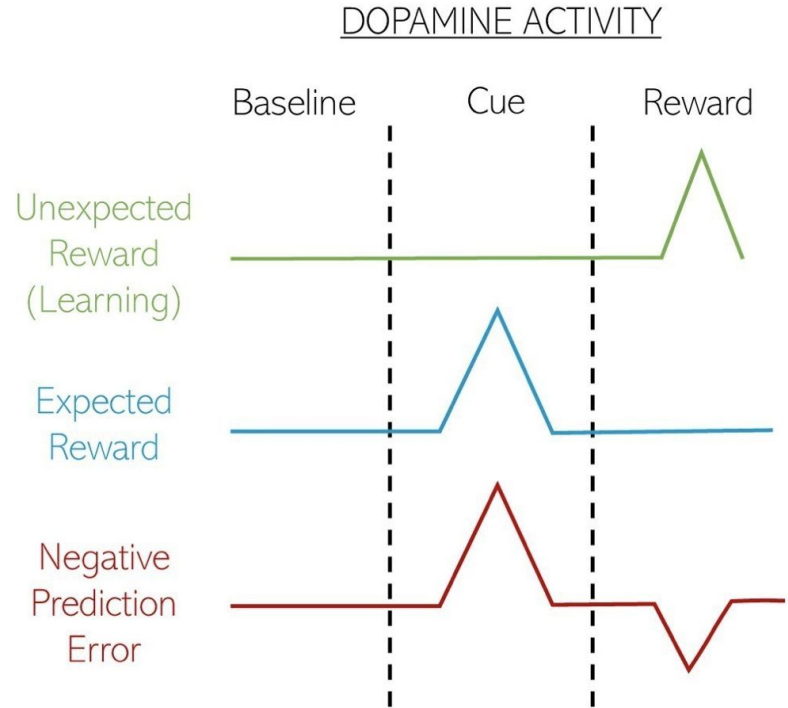 DOPAMINE ACTIVITY
Baseline
Cue
Reward
Unexpected
Reward
(Learning)
Expected
Reward
Negative
Prediction
Error